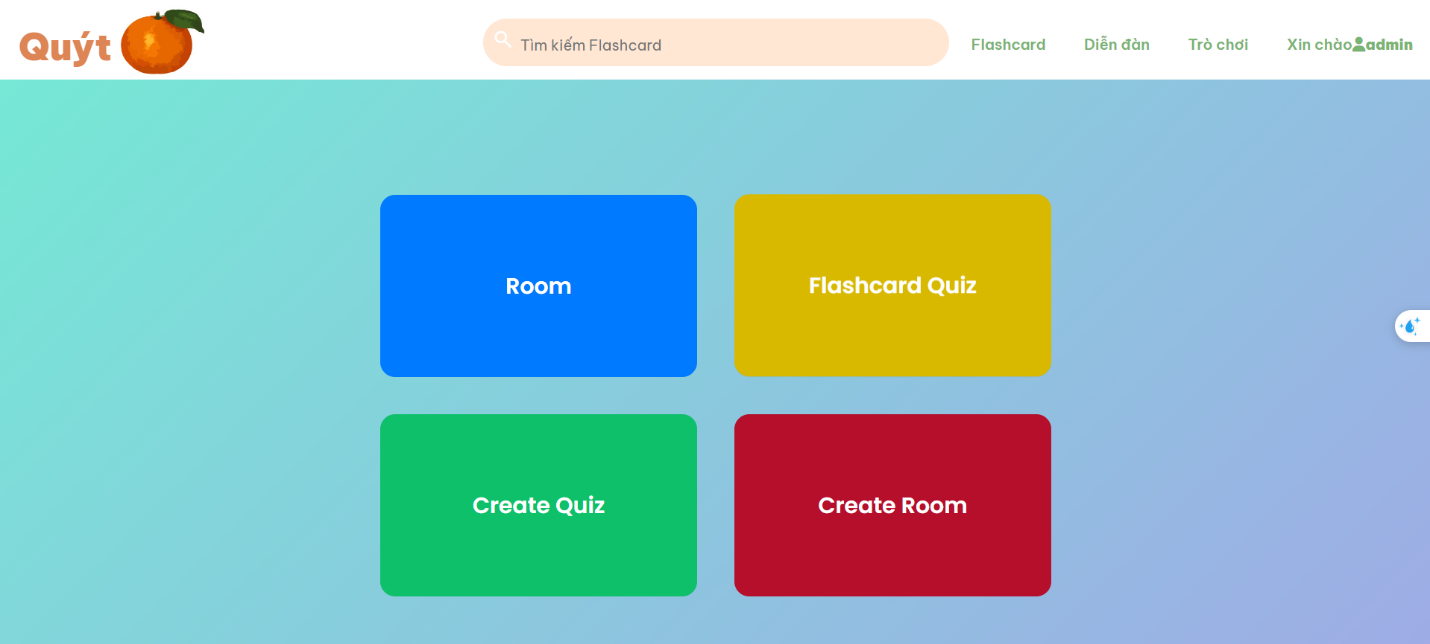 Quýt
Tìm kiếm Flashcard
Flashcard
Diễn đàn
Trò chơi
Xin chào admin
Room
Flashcard Quiz
Create Quiz
Create Room